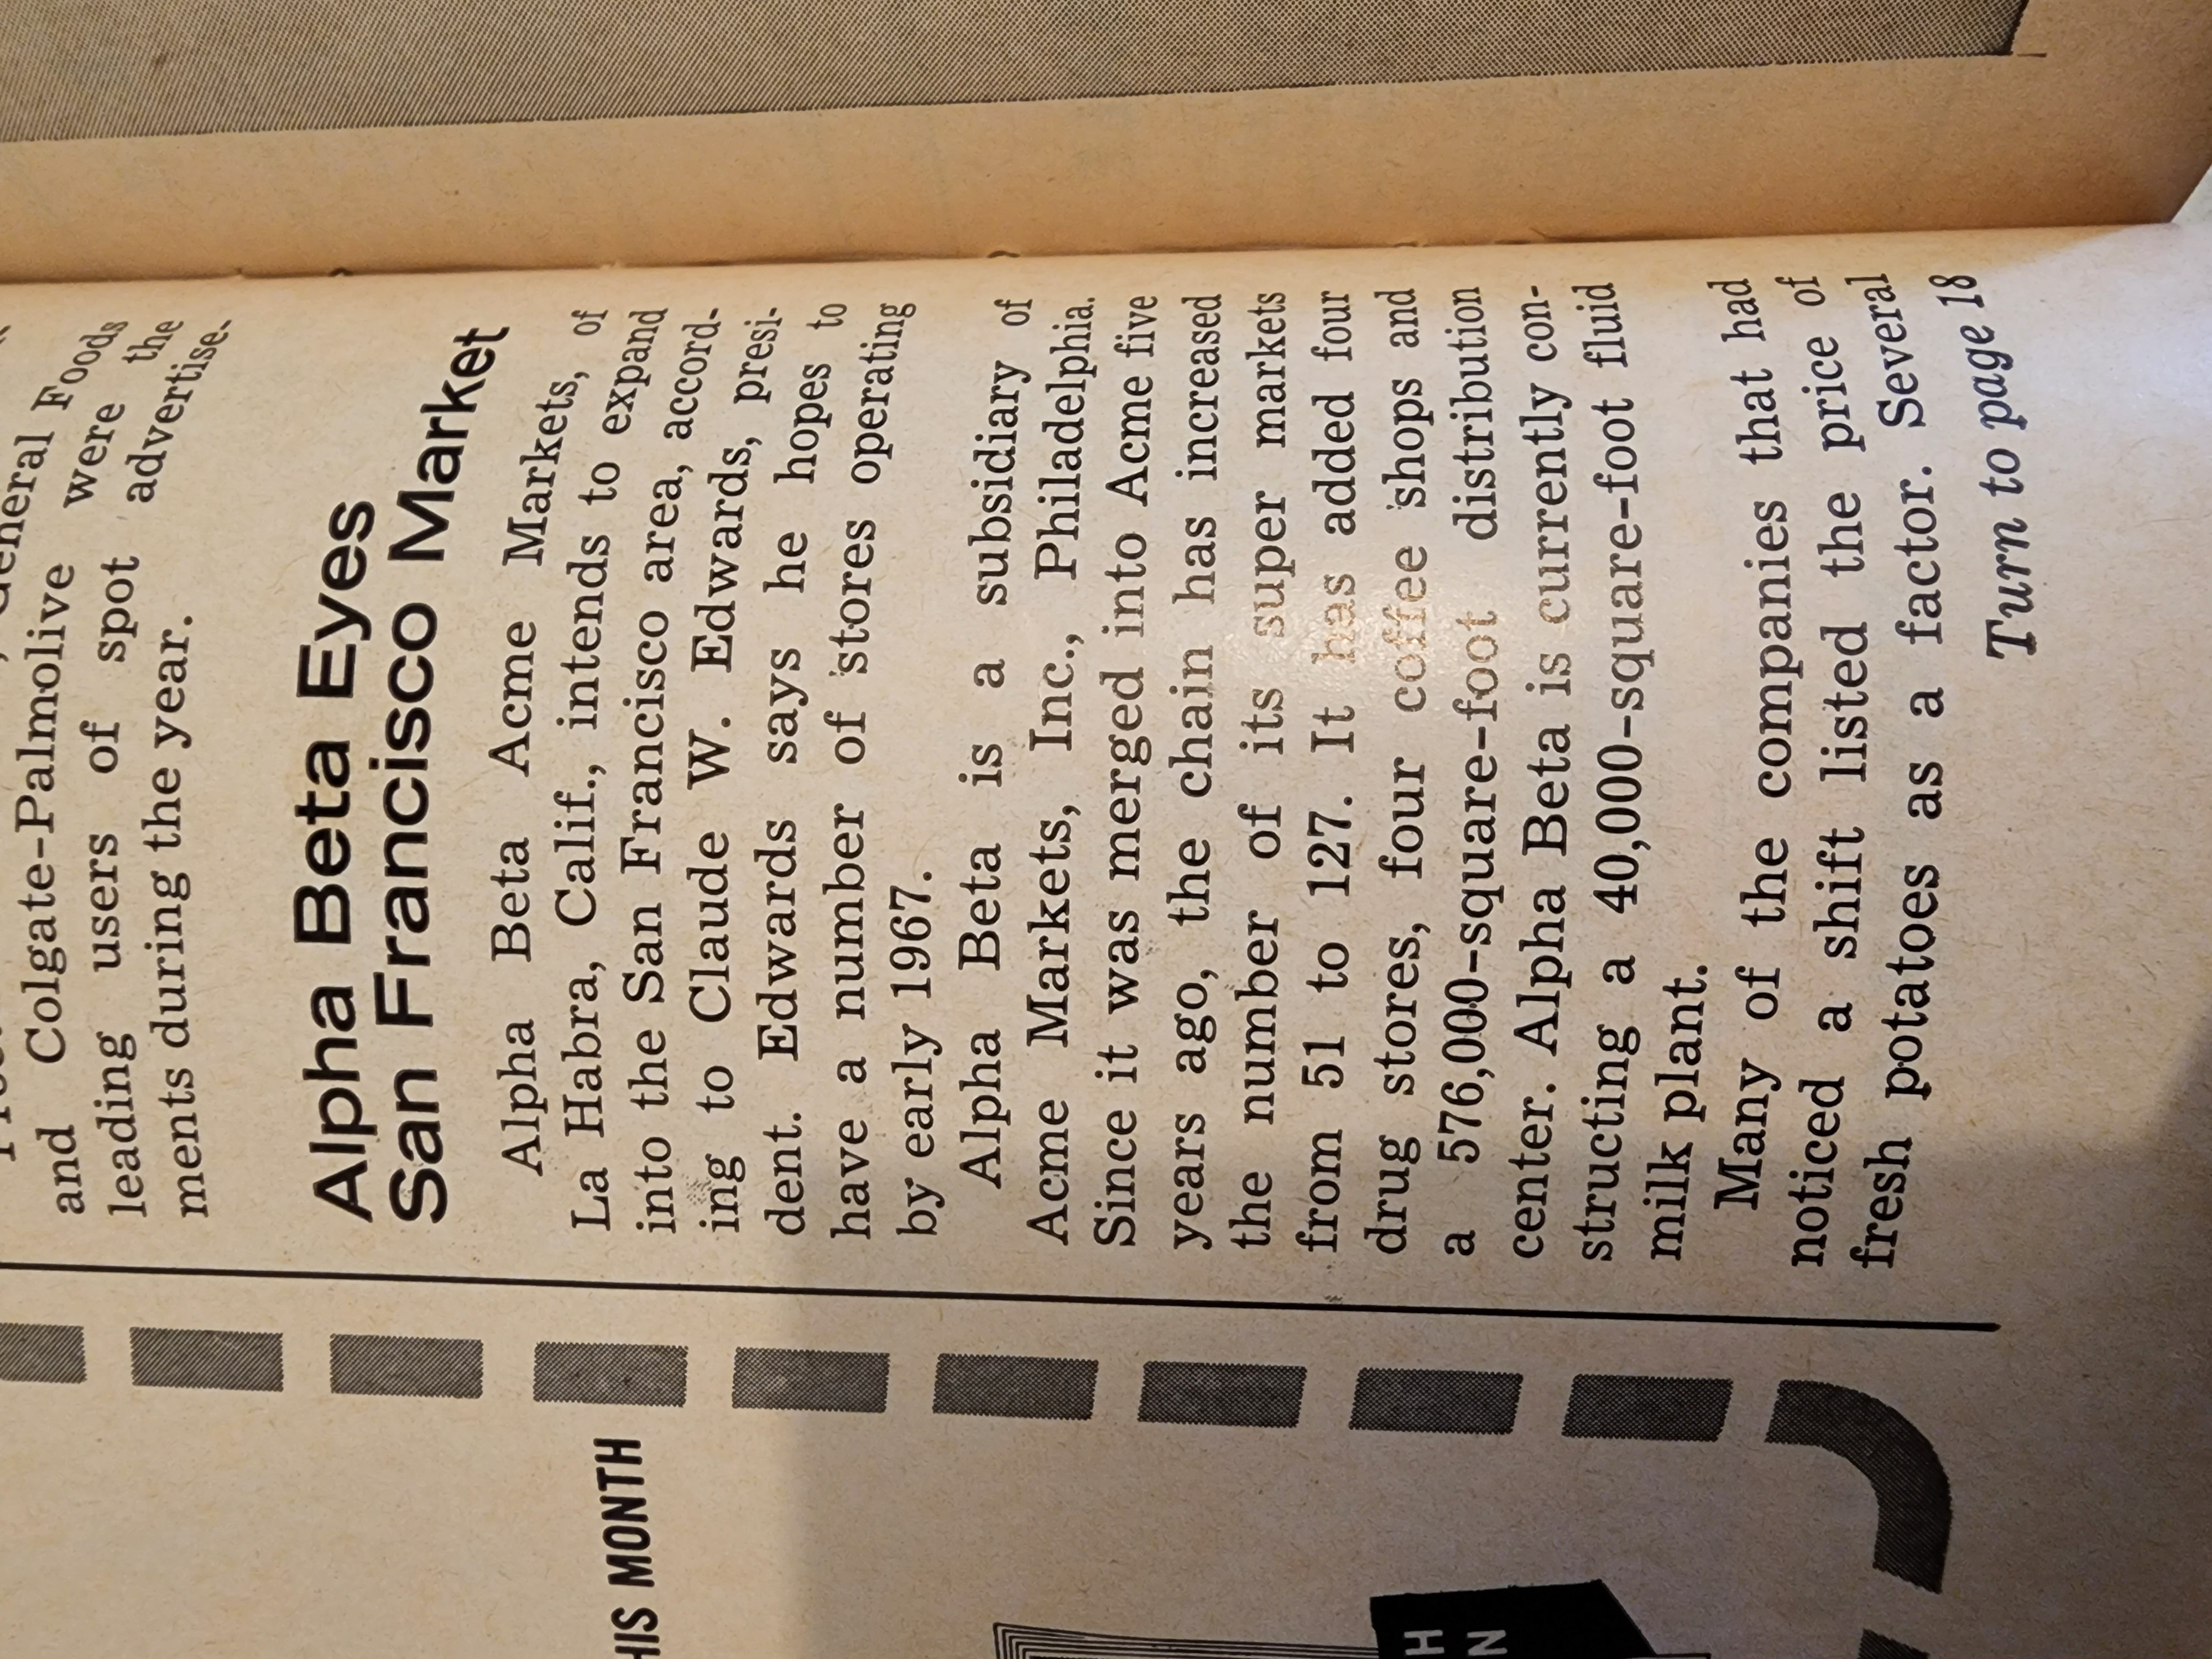 General Foods
and Colgate-Palmolive were the
leading users of spot advertise-
ments during the year.
Alpha Beta Eyes
San Francisco Market
Alpha Beta Acme Markets, of
La Habra, Calif., intends to expand
into the San Francisco area, accord-
ing to Claude W. Edwards, presi-
dent. Edwards says he hopes to
have a number of stores operating
by early 1967.
Alpha Beta is a subsidiary of
Acme Markets, Inc., Philadelphia.
Since it was merged into Acme five
years ago, the chain has increased
the number of its super markets
from 51 to 127. It has added four
drug stores, four coffee shops and
a 576,000-square-foot distribution
center. Alpha Beta is currently con-
structing a 40,000-square-foot fluid
milk plant.
Many of the companies that had
noticed a shift listed the price of
fresh potatoes as a factor. Several
Turn to page 18
MONTH